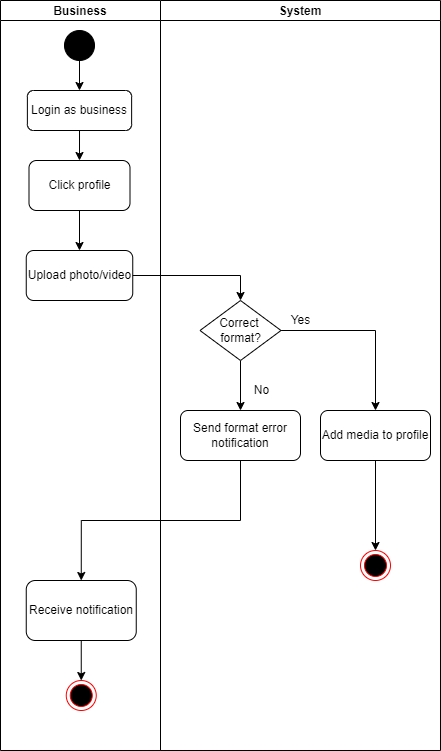 Business
System
Login as business
Click profile
Upload photo/video
Correct
format?
Yes
No
Send format error
notification
Add media to profile
Receive notification